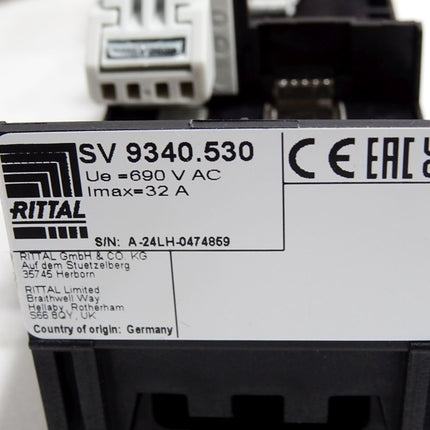 SV 9340.530
Ue =690 V AC
Imax=32 A
RITTAL
S/N: A-24LH-0474859
CE EAC
RITTAL GmbH & CO. KG
Auf dem Stuetzelberg
35745 Herborn
RITTAL Limited
Braithwell Way
Hellaby, Rotherham
S66 8QY, UK
Country of origin: Germany